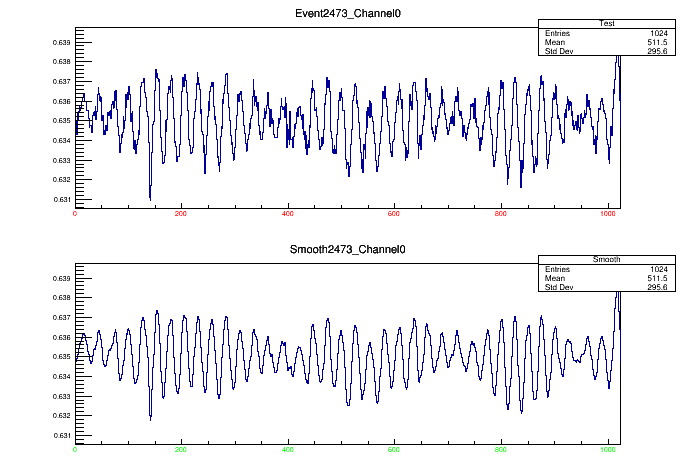 Event2473_Channel0
Test
Entries 1024
Mean 511.5
Std Dev 295.6
0.639
0.638
0.637
0.636
0.635
0.634
0.633
0.632
0.631
0 200 400 600 800 1000
Smooth2473_Channel0
Smooth
Entries 1024
Mean 511.5
Std Dev 295.6
0.639
0.638
0.637
0.636
0.635
0.634
0.633
0.632
0.631
0 200 400 600 800 1000